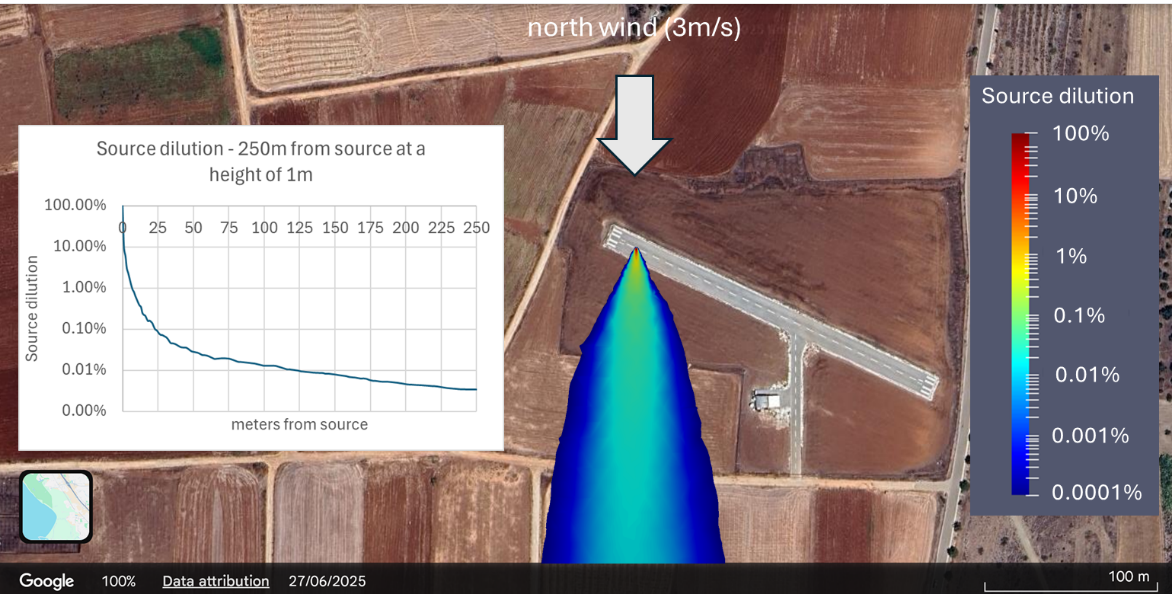 north wind (3m/s)
Source dilution - 250m from source at a
height of 1m
100.00%
0 25 50 75 100 125 150 175 200 225 250
10.00%
1.00%
0.10%
0.01%
0.00%
Source dilution
meters from source
Source dilution
100%
10%
1%
0.1%
0.01%
0.001%
0.0001%
Google 100% Data attribution 27/06/2025 100 m